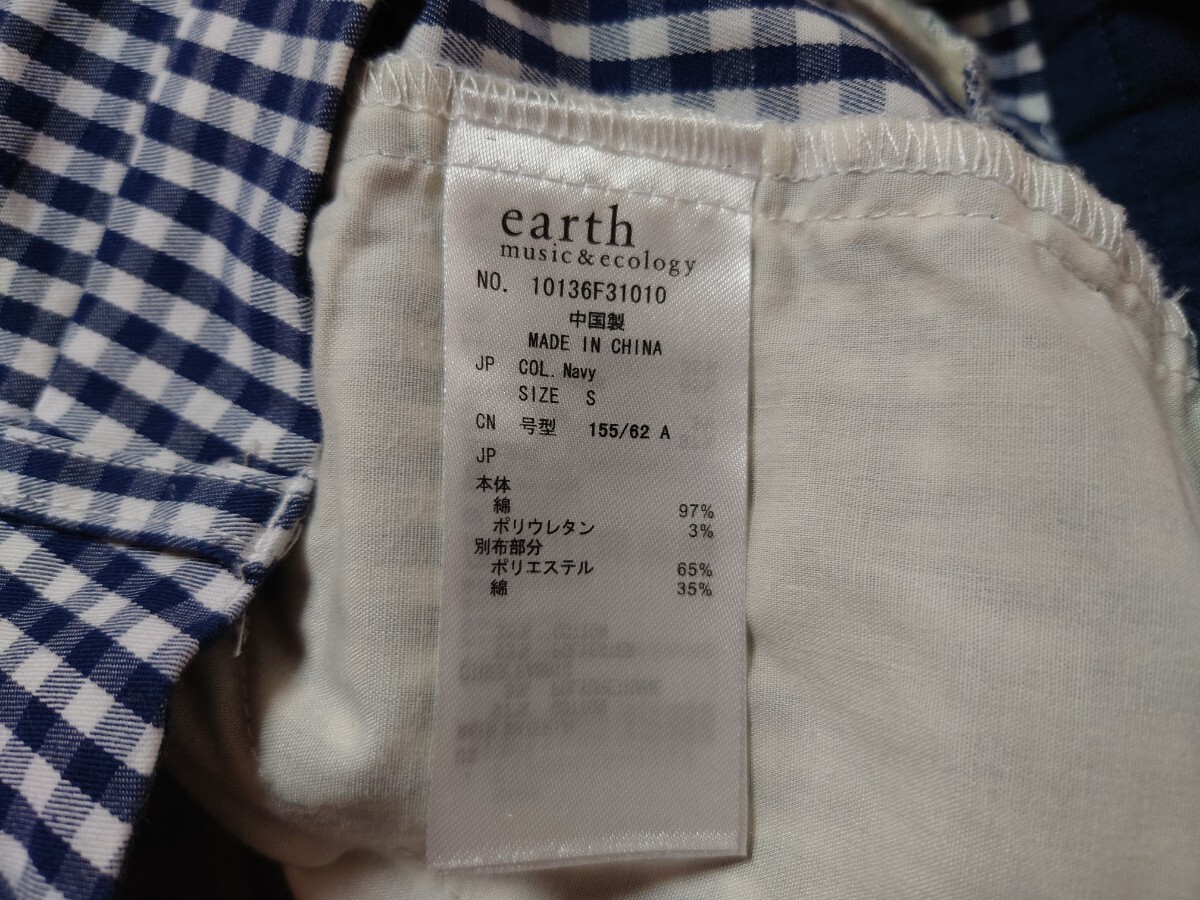 earth
music&ecology
NO. 10136F31010
中国製
MADE IN CHINA
JP COL. Navy
SIZE S
CN 号型 155/62 A
JP
本体
綿 97%
ポリウレタン 3%
別布部分
ポリエステル 65%
綿 35%